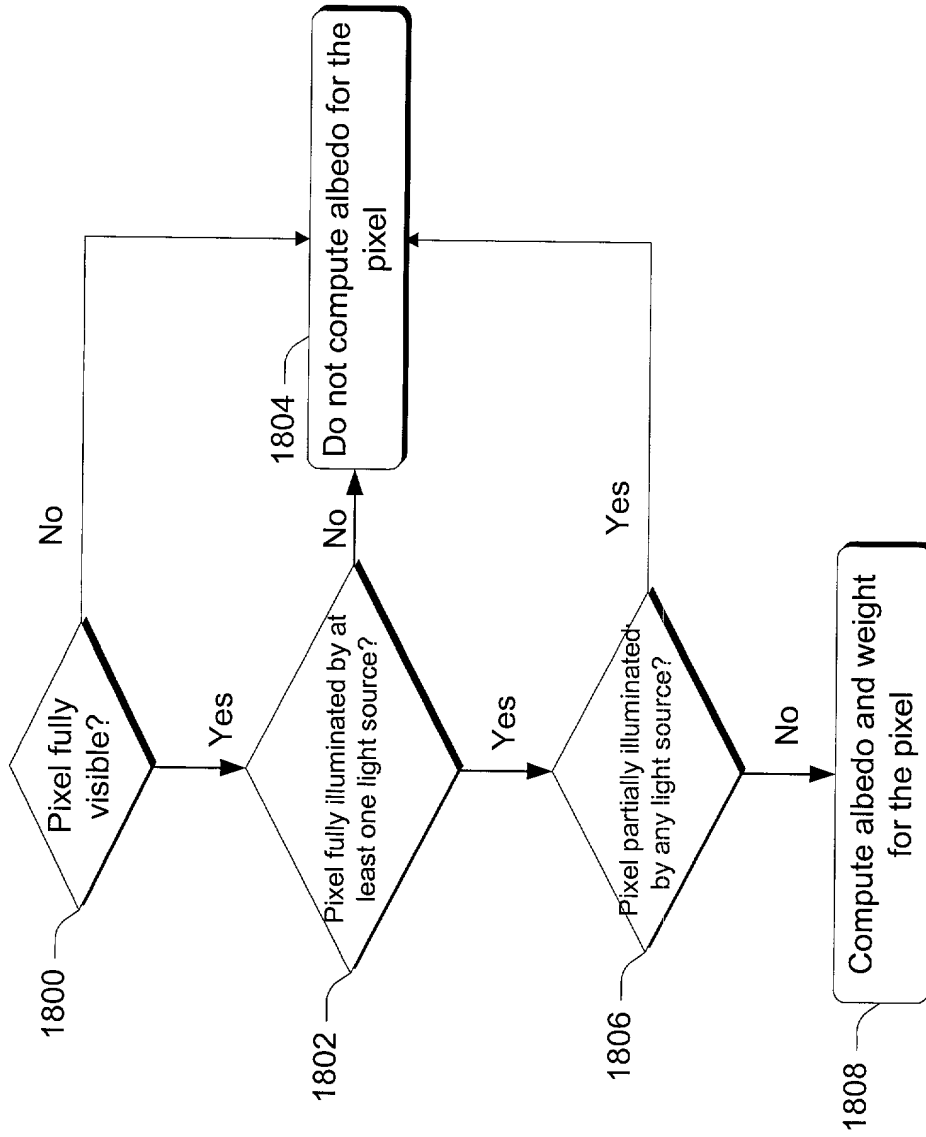 1800
Pixel fully
visible?
No
Yes
1802
Pixel fully illuminated by at
least one light source?
No
1804
Do not compute albedo for the
pixel
Yes
1806
Pixel partially illuminated
by any light source?
Yes
No
1808
Compute albedo and weight
for the pixel